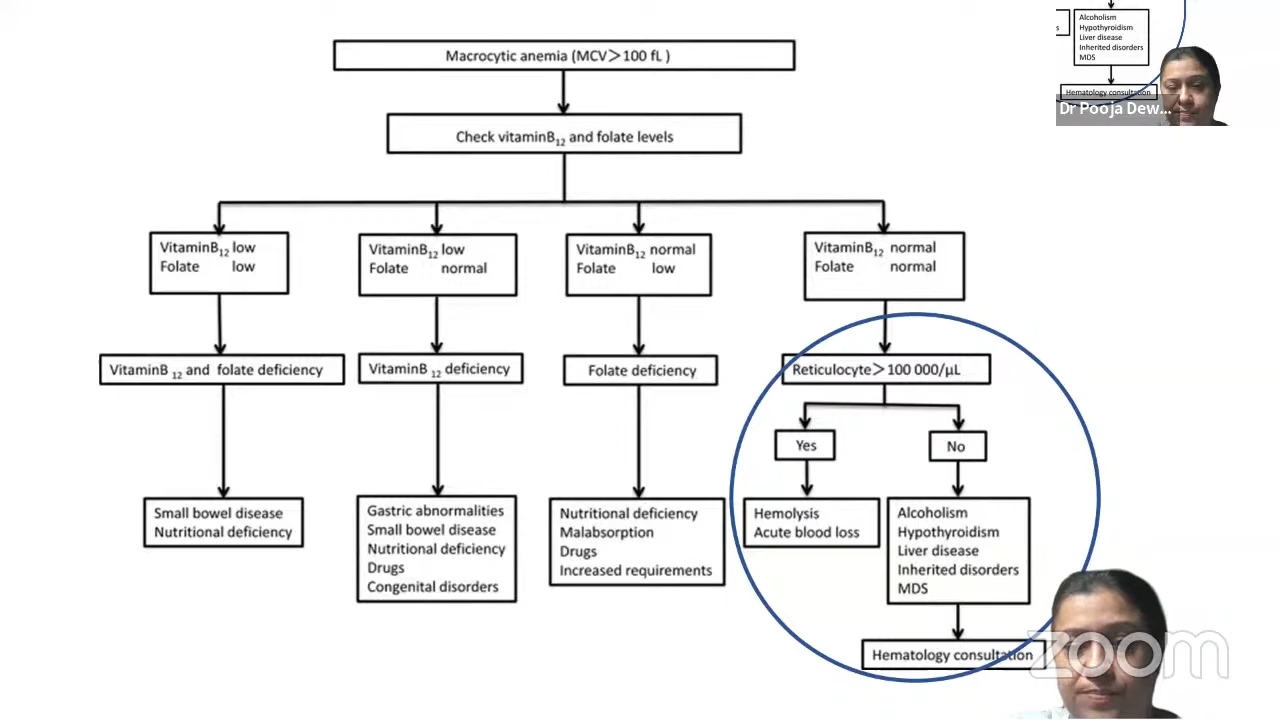 Macrocytic anemia (MCV＞100 fL )
Check vitaminB12 and folate levels
VitaminB12 low
Folate low
VitaminB12 low
Folate normal
VitaminB12 normal
Folate low
VitaminB12 normal
Folate normal
VitaminB 12 and folate deficiency
VitaminB 12 deficiency
Folate deficiency
Reticulocyte＞100 000/μL
Yes
No
Small bowel disease
Nutritional deficiency
Gastric abnormalities
Small bowel disease
Nutritional deficiency
Drugs
Congenital disorders
Nutritional deficiency
Malabsorption
Drugs
Increased requirements
Hemolysis
Acute blood loss
Alcoholism
Hypothyroidism
Liver disease
Inherited disorders
MDS
Hematology consultation
s
Alcoholism
Hypothyroidism
Liver disease
Inherited disorders
MDS
Hematology consultation
Dr Pooja Dew...
zoom